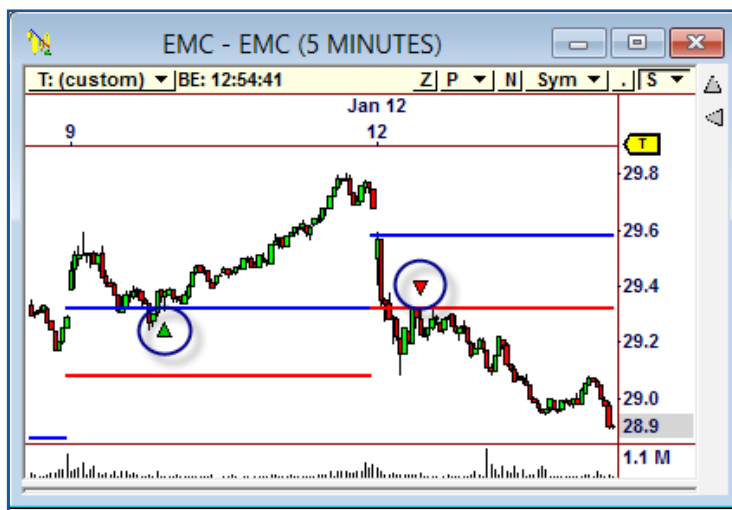 EMC - EMC (5 MINUTES)
T: (custom) BE: 12:54:41 Z P N Sym . S
Jan 12
9 12
T
29.8
29.6
29.4
29.2
29.0
28.9
1.1 M